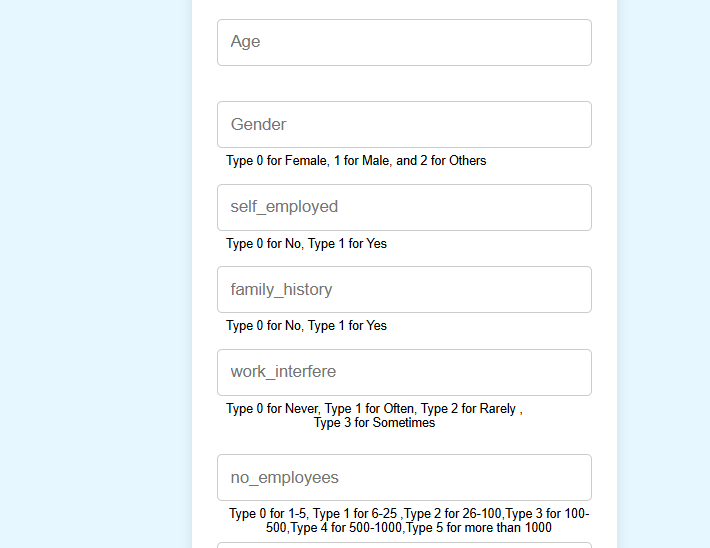 Age
Gender
Type 0 for Female, 1 for Male, and 2 for Others
self_employed
Type 0 for No, Type 1 for Yes
family_history
Type 0 for No, Type 1 for Yes
work_interfere
Type 0 for Never, Type 1 for Often, Type 2 for Rarely ,
Type 3 for Sometimes
no_employees
Type 0 for 1-5, Type 1 for 6-25 ,Type 2 for 26-100,Type 3 for 100-
500,Type 4 for 500-1000,Type 5 for more than 1000